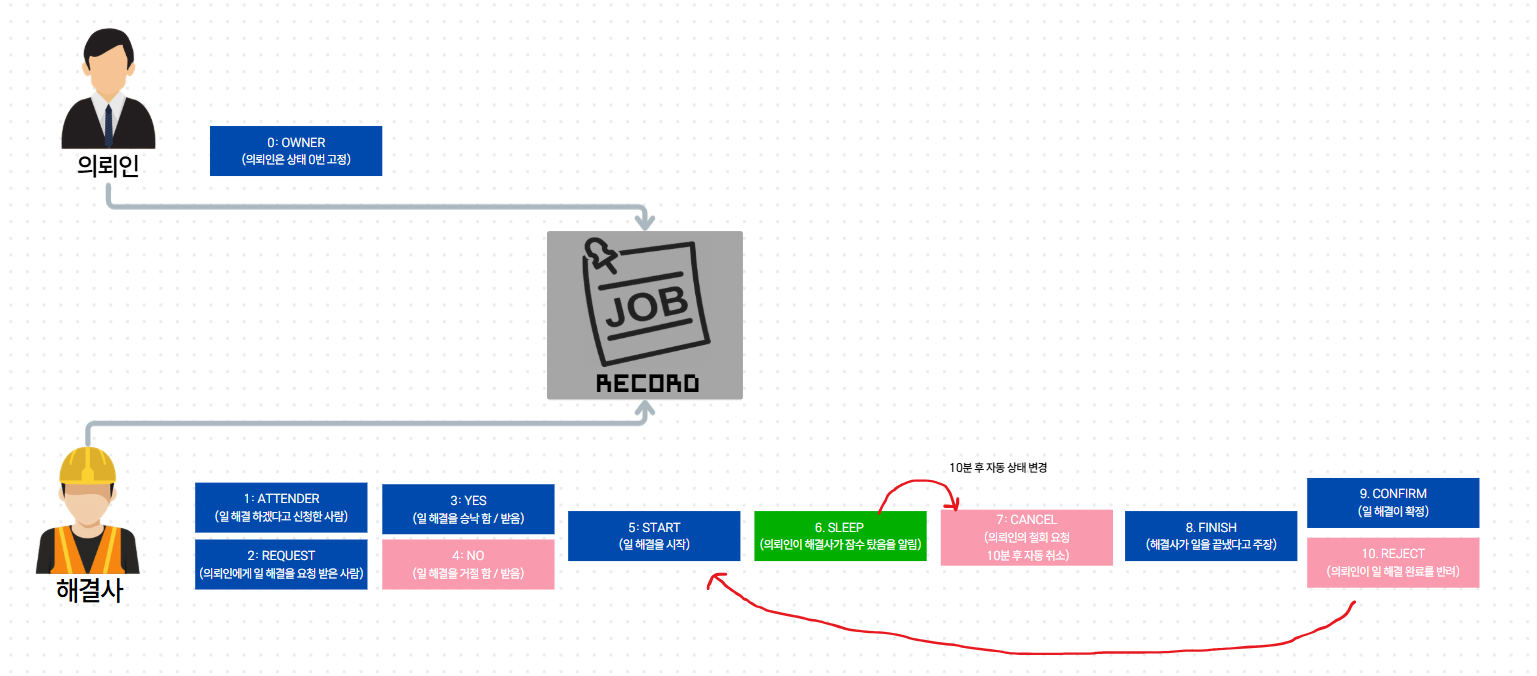 의뢰인
0: OWNER
(의뢰인은 상태 0번 고정)
JOB
RECORD
해결사
1: ATTENDER
(일 해결 하겠다고 신청한 사람)
2: REQUEST
(의뢰인에게 일 해결을 요청 받은 사람)
3: YES
(일 해결을 승낙 함 / 받음)
4: NO
(일 해결을 거절 함 / 받음)
5: START
(일 해결을 시작)
6. SLEEP
(의뢰인이 해결사가 잠수 탔음을 알림)
10분 후 자동 상태 변경
7: CANCEL
(의뢰인의 철회 요청
10분 후 자동 취소)
8. FINISH
(해결사가 일을 끝냈다고 주장)
9. CONFIRM
(일 해결이 확정)
10. REJECT
(의뢰인이 일 해결 완료를 반려)